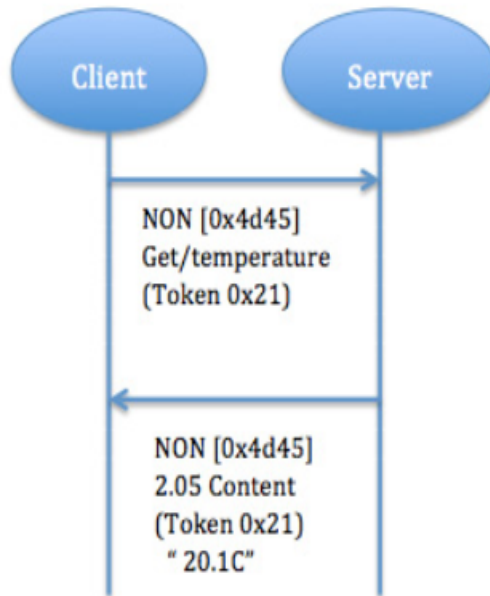 Client
Server
NON [0x4d45]
Get/temperature
(Token 0x21)
NON [0x4d45]
2.05 Content
(Token 0x21)
“ 20.1C”